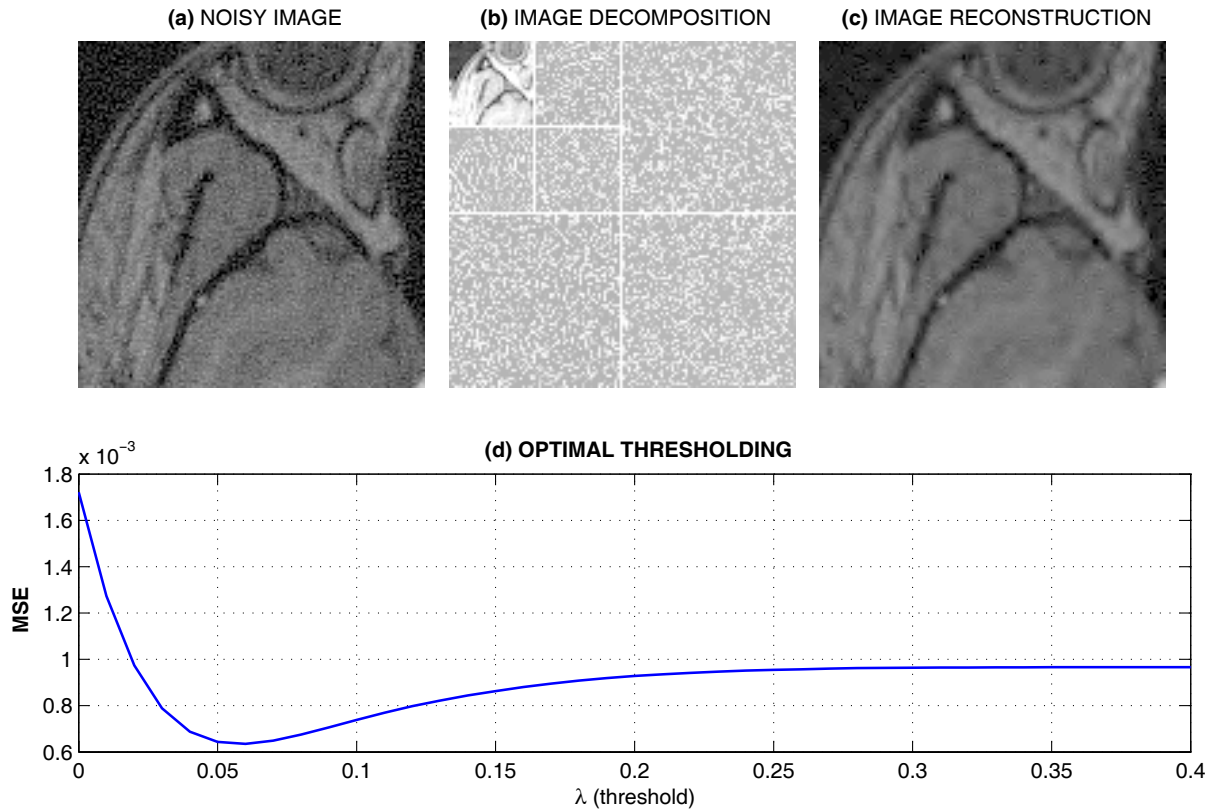 (a) NOISY IMAGE
(b) IMAGE DECOMPOSITION
(c) IMAGE RECONSTRUCTION
(d) OPTIMAL THRESHOLDING
x 10−3
1.8
1.6
1.4
1.2
1
0.8
0.6
MSE
0 0.05 0.1 0.15 0.2 0.25 0.3 0.35 0.4
λ (threshold)